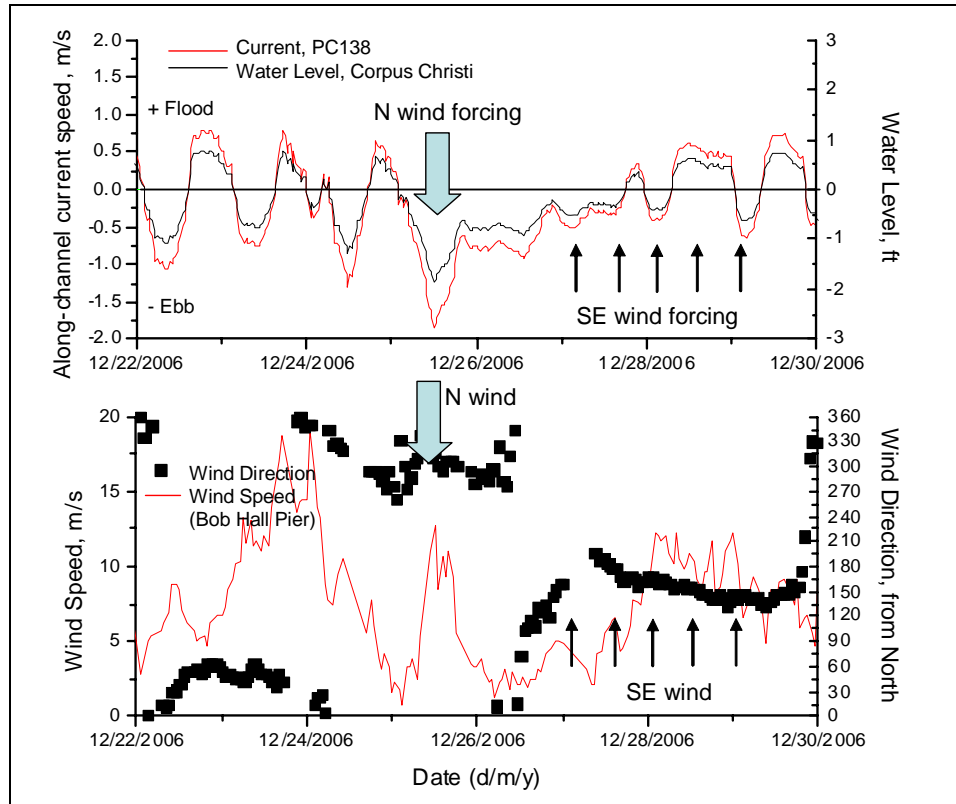 2.0
1.5
1.0
0.5
0.0
-0.5
-1.0
-1.5
-2.0
Along-channel current speed, m/s
Current, PC138
Water Level, Corpus Christi
+ Flood
N wind forcing
- Ebb
SE wind forcing
3
2
1
0
-1
-2
-3
Water Level, ft
12/22/2006
12/24/2006
12/26/2006
12/28/2006
12/30/2006
N wind
20
15
10
5
0
Wind Speed, m/s
Wind Direction
Wind Speed
(Bob Hall Pier)
SE wind
360
330
300
270
240
210
180
150
120
90
60
30
0
Wind Direction, from North
12/22/2006
12/24/2006
12/26/2006
12/28/2006
12/30/2006
Date (d/m/y)